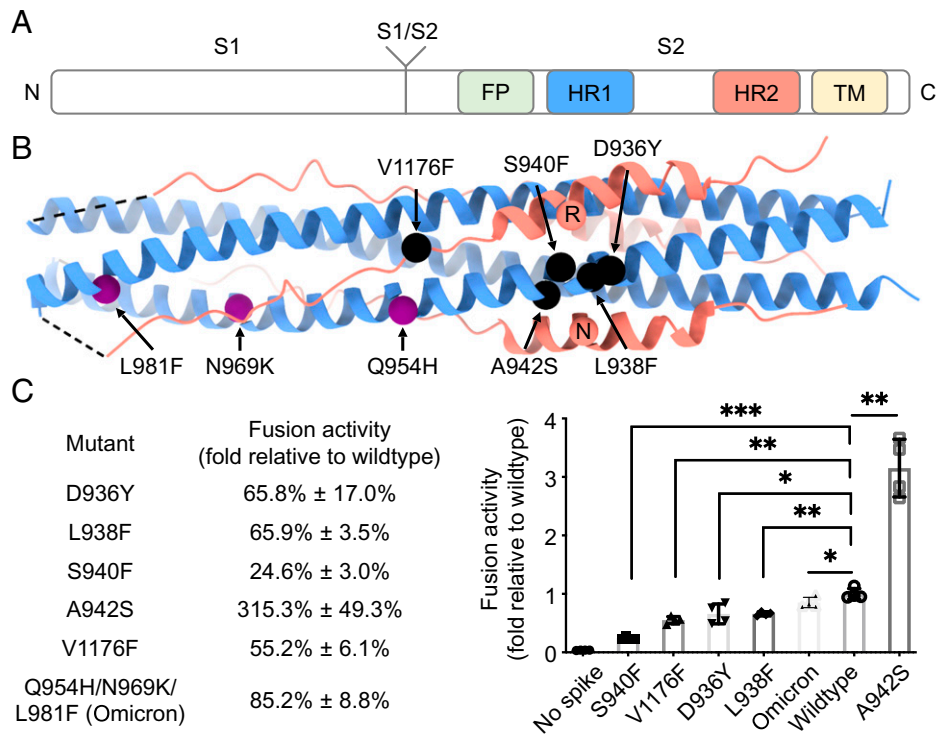 A
S1
S1/S2
S2
N
FP
HR1
HR2
TM
C
B
V1176F
S940F
D936Y
R
N
L981F
N969K
Q954H
A942S
L938F
C
Mutant
Fusion activity
(fold relative to wildtype)
D936Y
65.8% ± 17.0%
L938F
65.9% ± 3.5%
S940F
24.6% ± 3.0%
A942S
315.3% ± 49.3%
V1176F
55.2% ± 6.1%
Q954H/N969K/
L981F (Omicron)
85.2% ± 8.8%
Fusion activity
(fold relative to wildtype)
4
3
2
1
0
***
**
*
**
*
**
No spike
S940F
V1176F
D936Y
L938F
Omicron
Wildtype
A942S